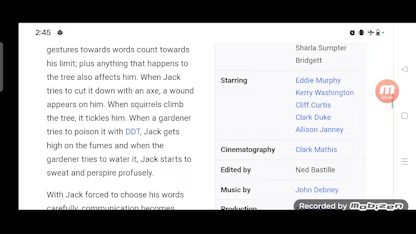 2:45
gestures towards words count towards
his limit; plus anything that happens to
the tree also affects him. When Jack
tries to cut it down with an axe, a wound
appears on him. When squirrels climb
the tree, it tickles him. When a gardener
tries to poison it with DDT, Jack gets
high on the fumes and when the
gardener tries to water it, Jack starts to
sweat and perspire profusely.
With Jack forced to choose his words
carefully, communication becomes
Sharla Sumpter
Bridgett
Starring
Eddie Murphy
Kerry Washington
Cliff Curtis
Clark Duke
Allison Janney
Cinematography
Clark Mathis
Edited by
Ned Bastille
Music by
John Debney
Production
Recorded by Mobizen